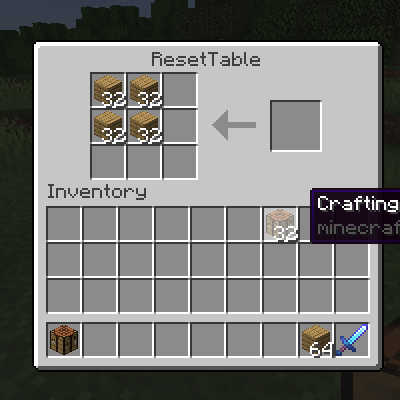 ResetTable
32 32
32 32
Inventory
32
Crafting
minecraf
64